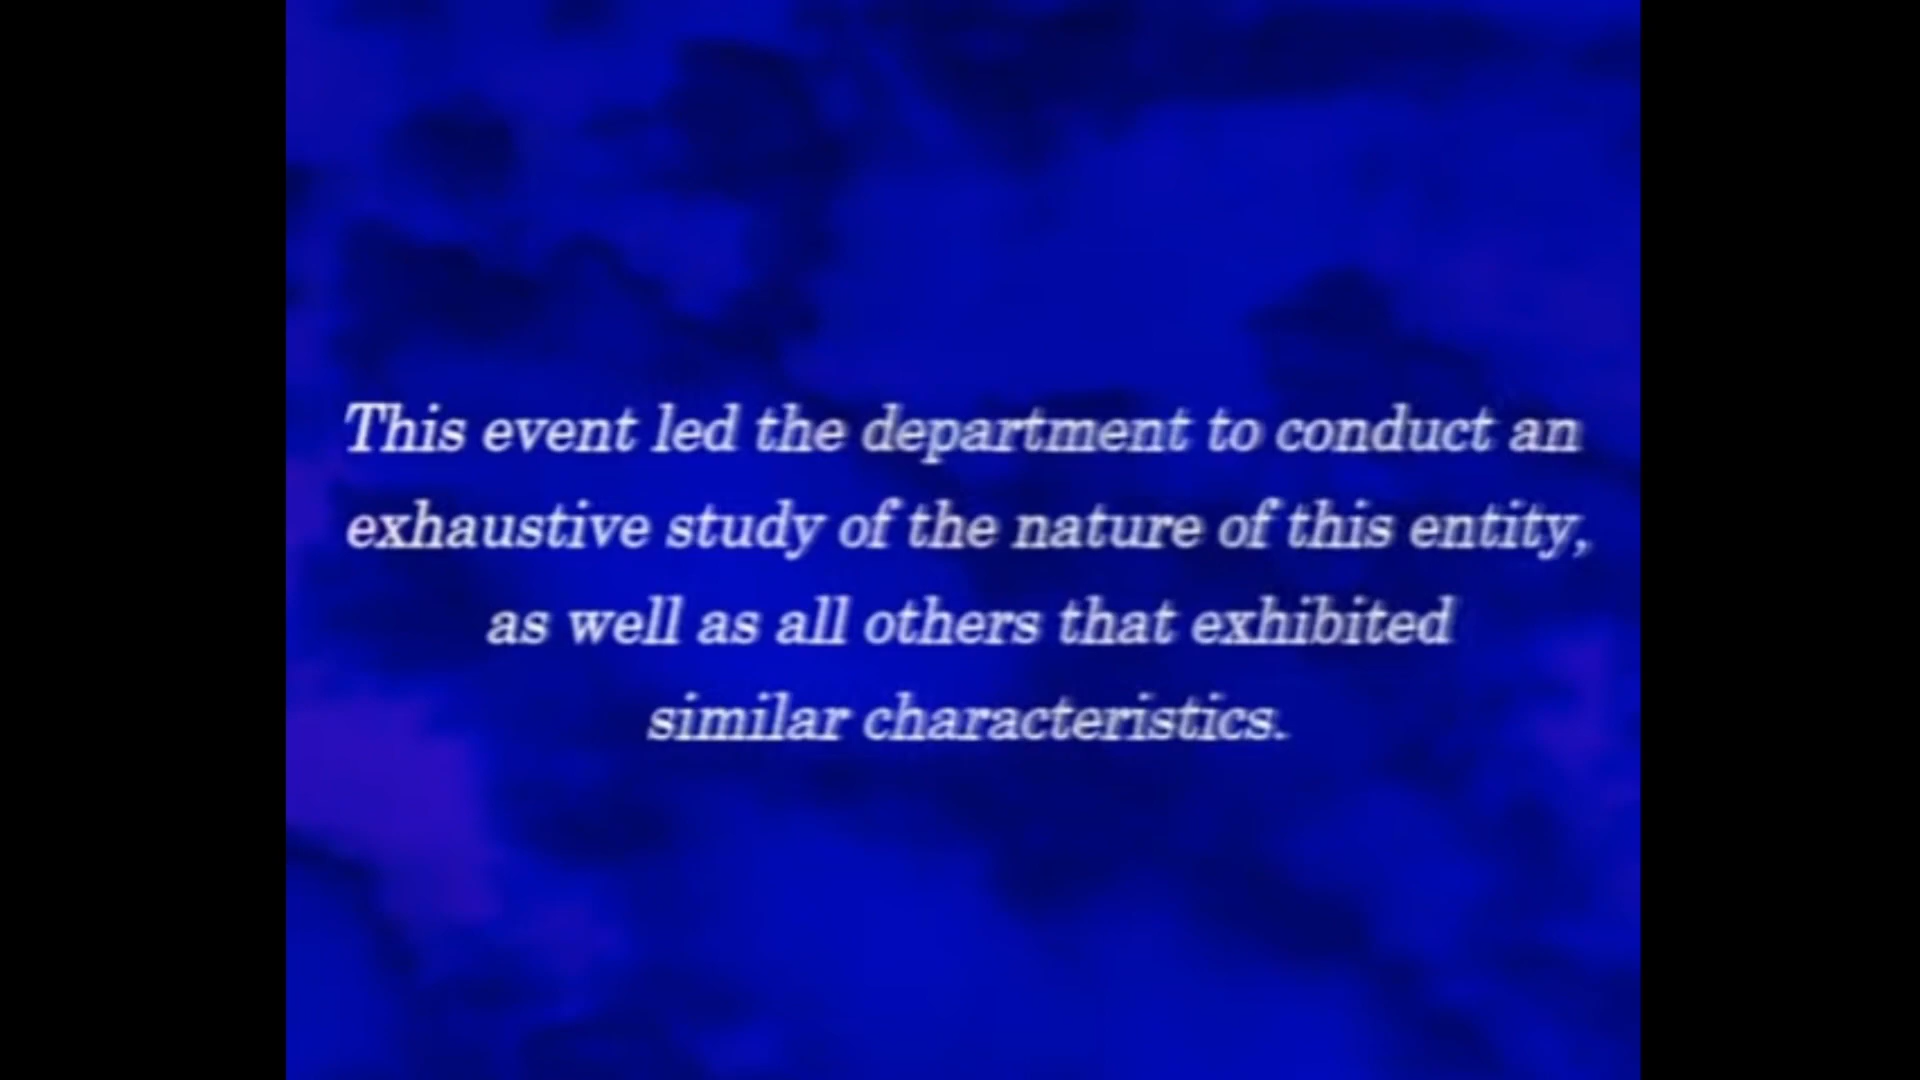 This event led the department to conduct an
exhaustive study of the nature of this entity,
as well as all others that exhibited
similar characteristics.